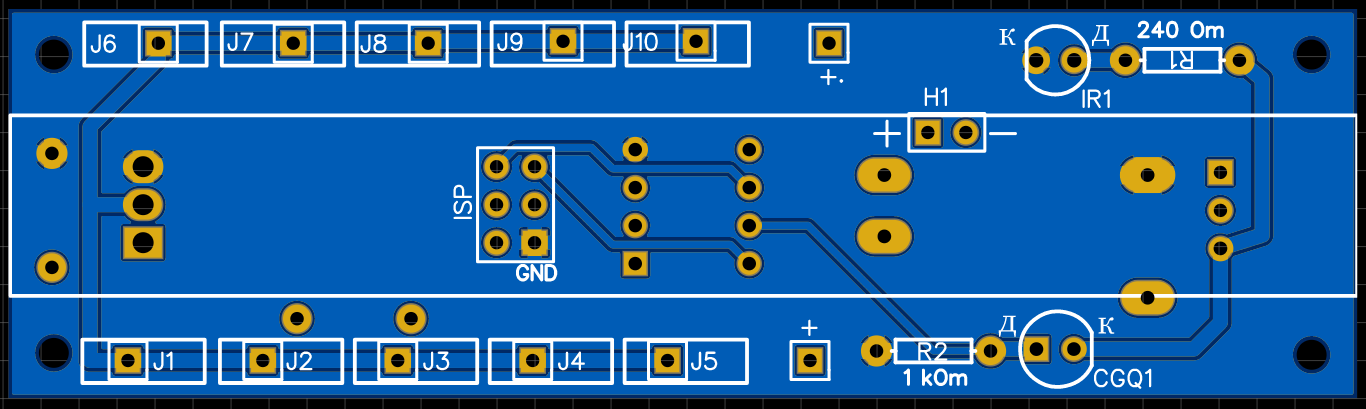 J6
J7
J8
J9
J10
+.
К
Д
240 Om
R1
IR1
H1
+ —
ISP
GND
J1
J2
J3
J4
J5
+
R2
1 kOm
Д
К
CGQ1